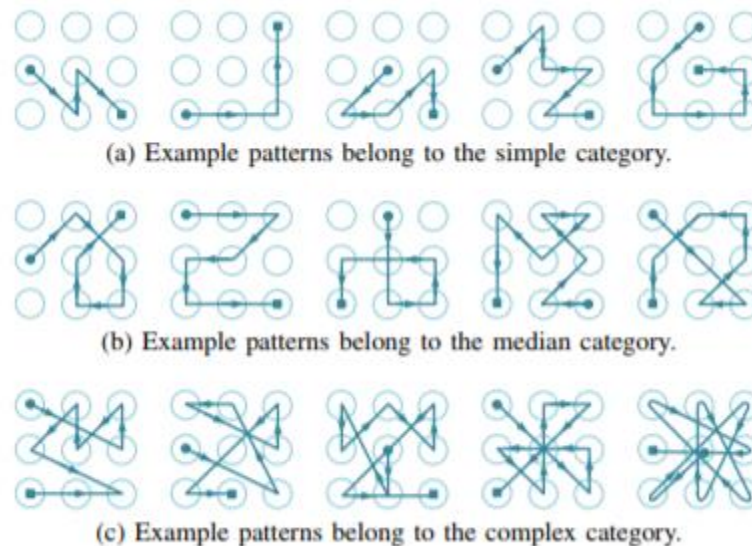 (a) Example patterns belong to the simple category.
(b) Example patterns belong to the median category.
(c) Example patterns belong to the complex category.